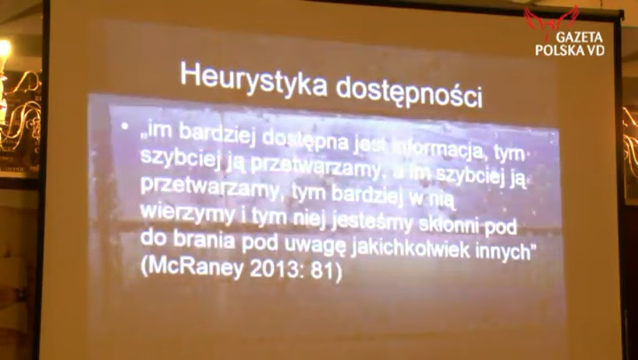 GAZETA
POLSKA VD
Heurystyka dostępności
• „im bardziej dostępna jest informacja, tym
szybciej ją przetwarzamy, a im szybciej ją
przetwarzamy, tym bardziej w nią
wierzymy i tym niej jesteśmy skłonni pod
do brania pod uwagę jakichkolwiek innych”
(McRaney 2013: 81)